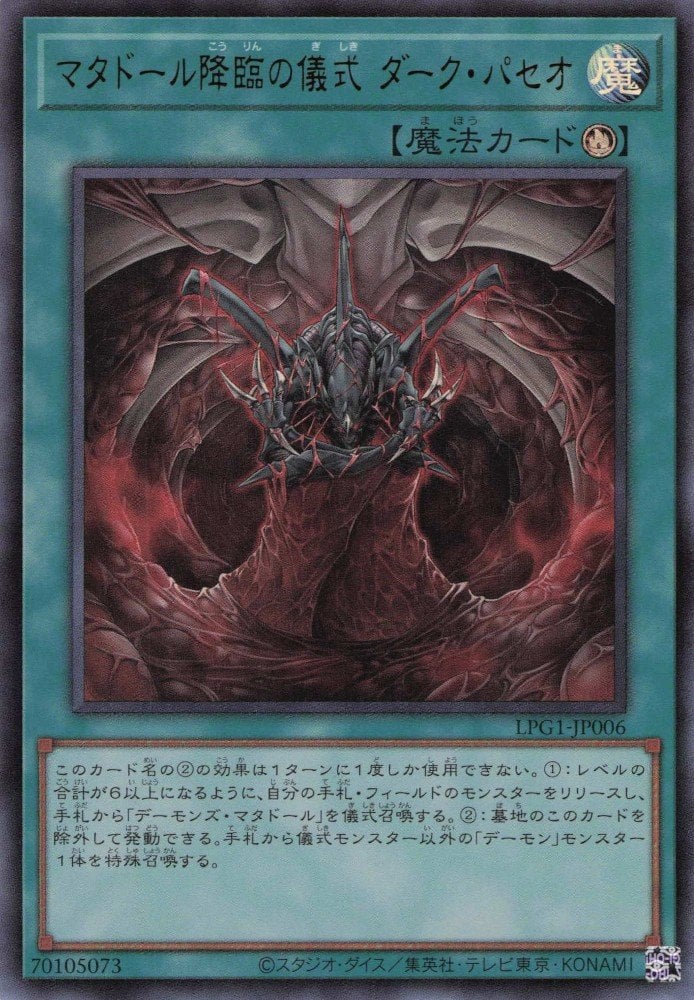 マタドール降臨の儀式 ダーク・パセオ
魔
【魔法カード】
LPG1-JP006
このカード名の②の効果は1ターンに1度しか使用できない。①:レベルの
合計が6以上になるように、自分の手札・フィールドのモンスターをリリースし、
手札から「デーモンズ・マタドール」を儀式召喚する。②:墓地のこのカードを
除外して発動できる。手札から儀式モンスター以外の「デーモン」モンスター
1体を特殊召喚する。
70105073
©スタジオ・ダイス/集英社・テレビ東京・KONAMI